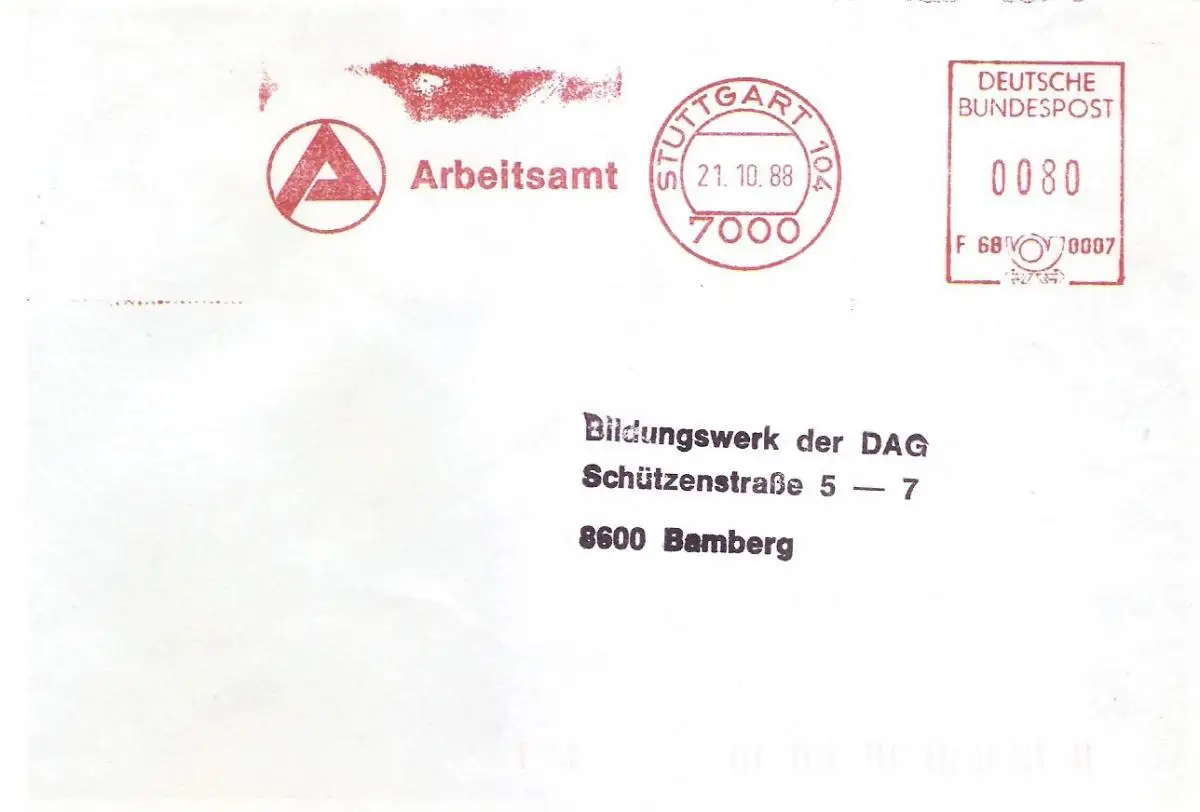 Arbeitsamt
STUTTGART 104
21. 10. 88
7000
DEUTSCHE
BUNDESPOST
0080
F 68 0007
Bildungswerk der DAG
Schützenstraße 5 — 7
8600 Bamberg